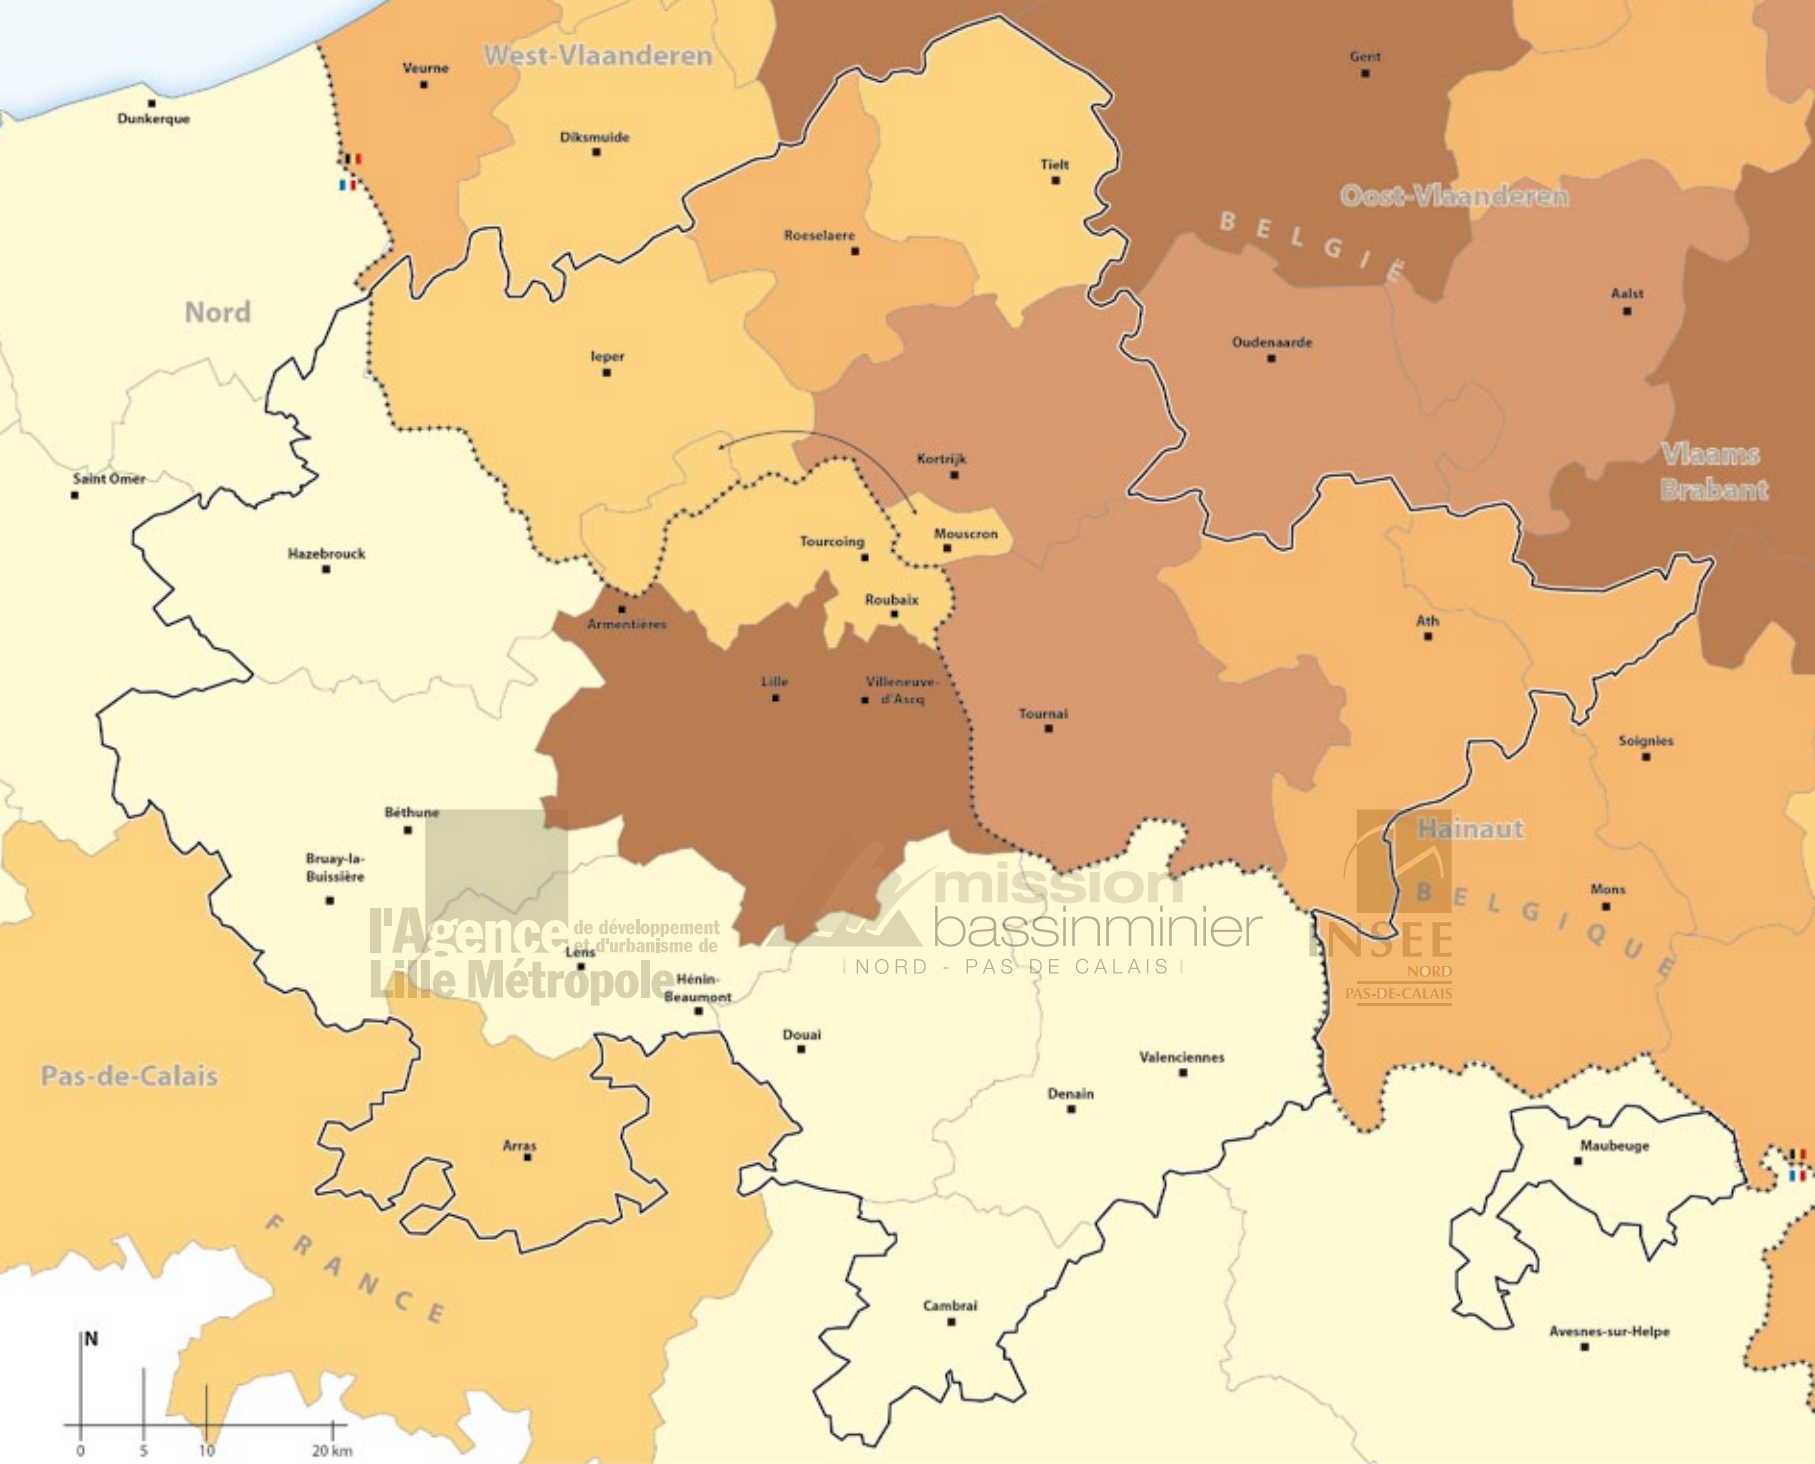 West-Vlaanderen
Veurne
Gent
Dunkerque
Diksmuide
Tielt
Oost-Vlaanderen
BELGIË
Roeselaere
Nord
Aalst
Oudenaarde
Ieper
Vlaams
Brabant
Kortrijk
Saint Omer
Mouscron
Tourcoing
Hazebrouck
Roubaix
Armentières
Ath
Lille
Villeneuve-
d'Ascq
Tournai
Soignies
Béthune
Hainaut
Bruay-la-
Buissière
mission
bassinminier
NORD - PAS DE CALAIS
BELGIQUE
Mons
l'Agence
de développement
et d'urbanisme de
Lille Métropole
INSEE
NORD
PAS-DE-CALAIS
Lens
Hénin-
Beaumont
Douai
Valenciennes
Pas-de-Calais
Denain
Arras
Maubeuge
FRANCE
Cambrai
Avesnes-sur-Helpe
N
0 5 10 20 km